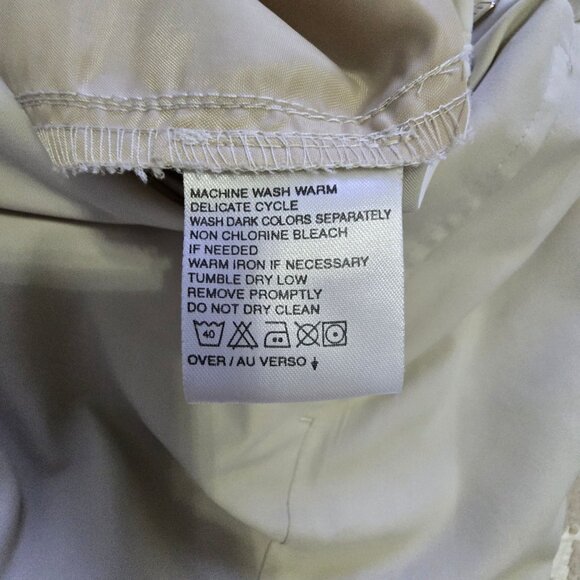 MACHINE WASH WARM
DELICATE CYCLE
WASH DARK COLORS SEPARATELY
NON CHLORINE BLEACH
IF NEEDED
WARM IRON IF NECESSARY
TUMBLE DRY LOW
REMOVE PROMPTLY
DO NOT DRY CLEAN
40
OVER / AU VERSO